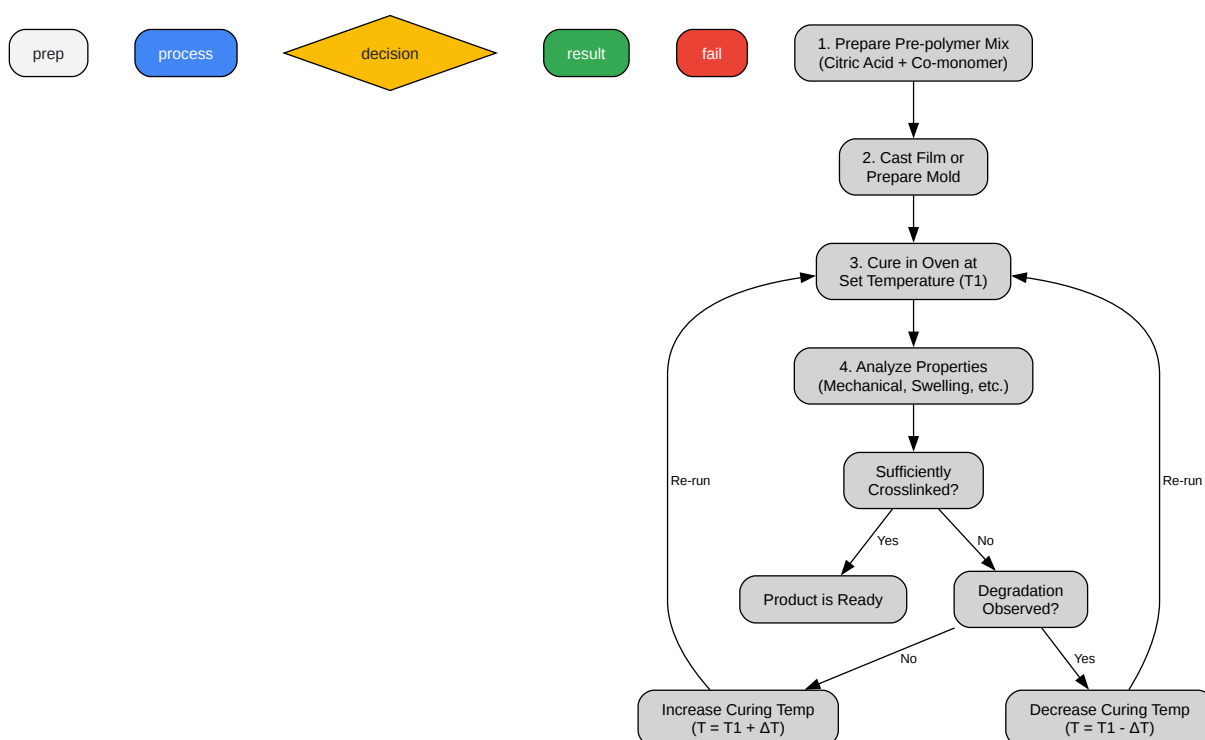 prep
process
decision
result
fail
1. Prepare Pre-polymer Mix
(Citric Acid + Co-monomer)
2. Cast Film or
Prepare Mold
3. Cure in Oven at
Set Temperature (T1)
4. Analyze Properties
(Mechanical, Swelling, etc.)
Sufficiently
Crosslinked?
Re-run
Re-run
Yes
No
Product is Ready
Degradation
Observed?
No
Yes
Increase Curing Temp
(T = T1 + ΔT)
Decrease Curing Temp
(T = T1 - ΔT)